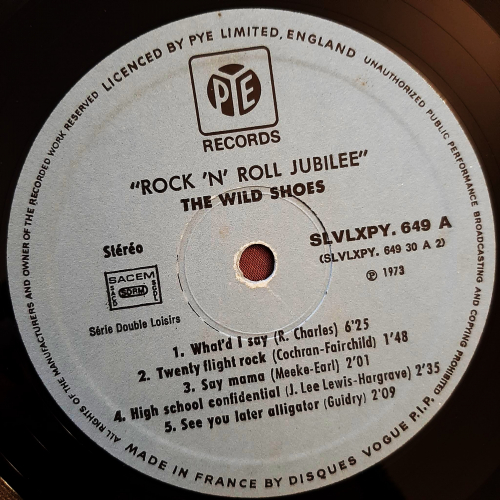 LICENCED BY PYE LIMITED, ENGLAND
UNAUTHORIZED PUBLIC PERFORMANCE BROADCASTING AND COPYING PROHIBITED
PYE
RECORDS
"ROCK 'N' ROLL JUBILEE"
THE WILD SHOES
Stéréo
SLVLXPY. 649 A
(SLVLXPY. 649 30 A 2)
℗ 1973
SACEM
SACD
SDRM
SGDL
Série Double Loisirs
1. What'd I say (R. Charles) 6'25
2. Twenty flight rock (Cochran-Fairchild) 1'48
3. Say mama (Meeke-Earl) 2'01
4. High school confidential (J. Lee Lewis-Hargrave) 2'35
5. See you later alligator (Guidry) 2'09
ALL RIGHTS OF THE MANUFACTURERS AND OWNER OF THE RECORDED WORK RESERVED
MADE IN FRANCE BY DISQUES VOGUE P.I.P.